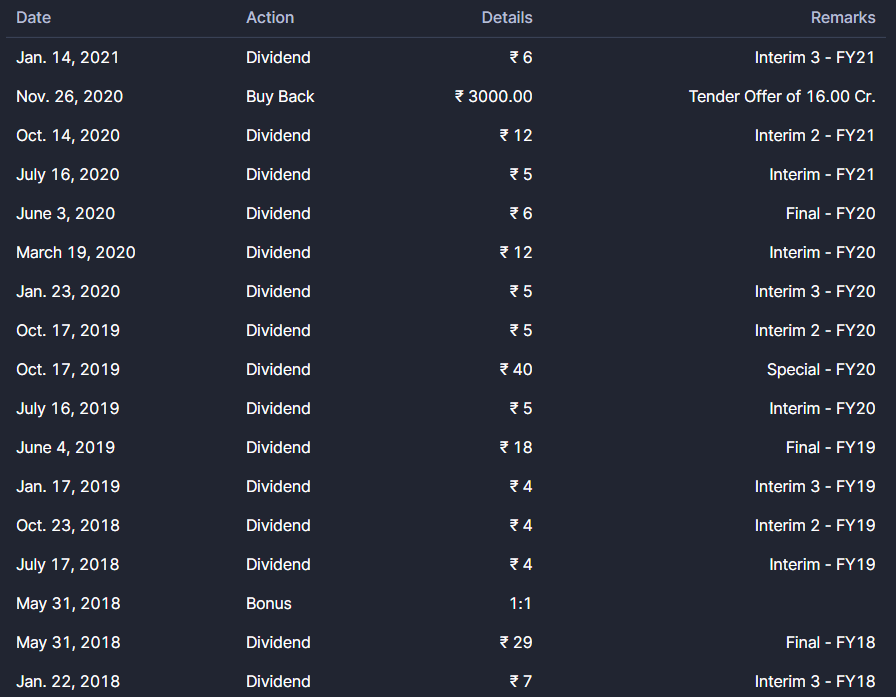 Date Action Details Remarks
Jan. 14, 2021 Dividend ₹ 6 Interim 3 - FY21
Nov. 26, 2020 Buy Back ₹ 3000.00 Tender Offer of 16.00 Cr.
Oct. 14, 2020 Dividend ₹ 12 Interim 2 - FY21
July 16, 2020 Dividend ₹ 5 Interim - FY21
June 3, 2020 Dividend ₹ 6 Final - FY20
March 19, 2020 Dividend ₹ 12 Interim - FY20
Jan. 23, 2020 Dividend ₹ 5 Interim 3 - FY20
Oct. 17, 2019 Dividend ₹ 5 Interim 2 - FY20
Oct. 17, 2019 Dividend ₹ 40 Special - FY20
July 16, 2019 Dividend ₹ 5 Interim - FY20
June 4, 2019 Dividend ₹ 18 Final - FY19
Jan. 17, 2019 Dividend ₹ 4 Interim 3 - FY19
Oct. 23, 2018 Dividend ₹ 4 Interim 2 - FY19
July 17, 2018 Dividend ₹ 4 Interim - FY19
May 31, 2018 Bonus 1:1
May 31, 2018 Dividend ₹ 29 Final - FY18
Jan. 22, 2018 Dividend ₹ 7 Interim 3 - FY18